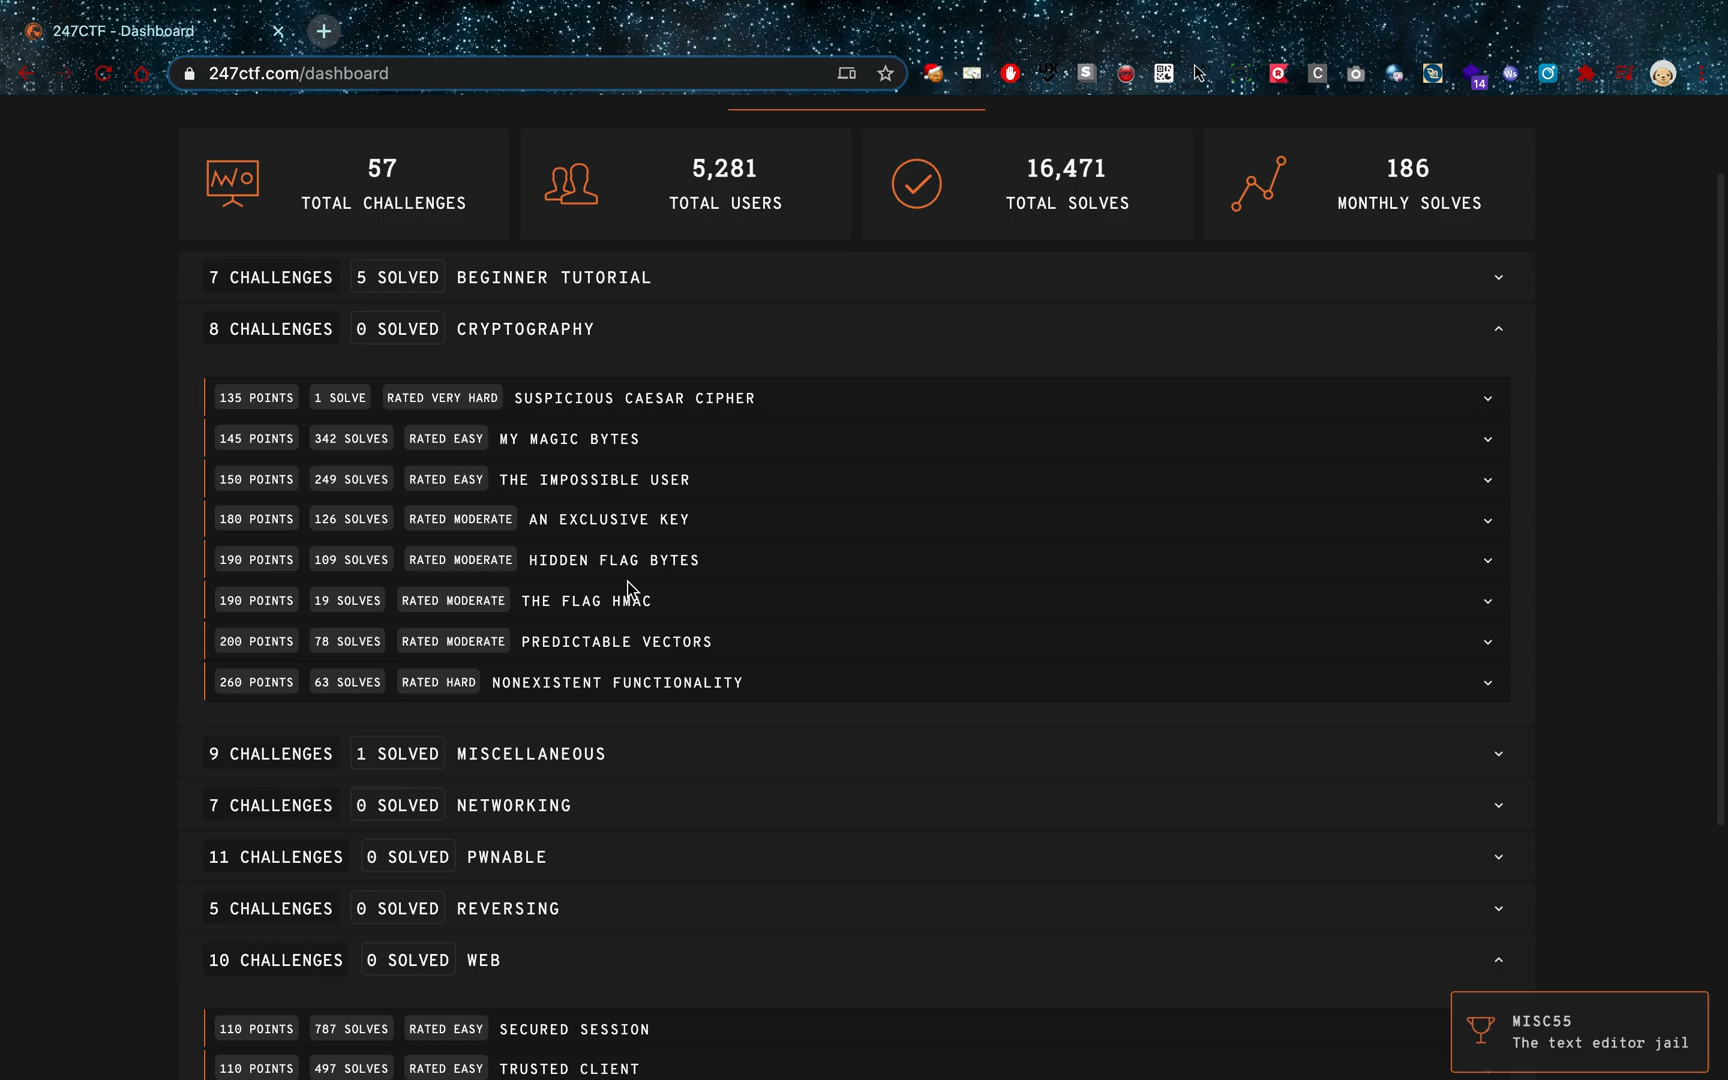 247CTF - Dashboard
247ctf.com/dashboard
14
57
TOTAL CHALLENGES
5,281
TOTAL USERS
16,471
TOTAL SOLVES
186
MONTHLY SOLVES
7 CHALLENGES 5 SOLVED BEGINNER TUTORIAL
8 CHALLENGES 0 SOLVED CRYPTOGRAPHY
135 POINTS 1 SOLVE RATED VERY HARD SUSPICIOUS CAESAR CIPHER
145 POINTS 342 SOLVES RATED EASY MY MAGIC BYTES
150 POINTS 249 SOLVES RATED EASY THE IMPOSSIBLE USER
180 POINTS 126 SOLVES RATED MODERATE AN EXCLUSIVE KEY
190 POINTS 109 SOLVES RATED MODERATE HIDDEN FLAG BYTES
190 POINTS 19 SOLVES RATED MODERATE THE FLAG HMAC
200 POINTS 78 SOLVES RATED MODERATE PREDICTABLE VECTORS
260 POINTS 63 SOLVES RATED HARD NONEXISTENT FUNCTIONALITY
9 CHALLENGES 1 SOLVED MISCELLANEOUS
7 CHALLENGES 0 SOLVED NETWORKING
11 CHALLENGES 0 SOLVED PWNABLE
5 CHALLENGES 0 SOLVED REVERSING
10 CHALLENGES 0 SOLVED WEB
110 POINTS 787 SOLVES RATED EASY SECURED SESSION
110 POINTS 497 SOLVES RATED EASY TRUSTED CLIENT
MISC55
The text editor jail